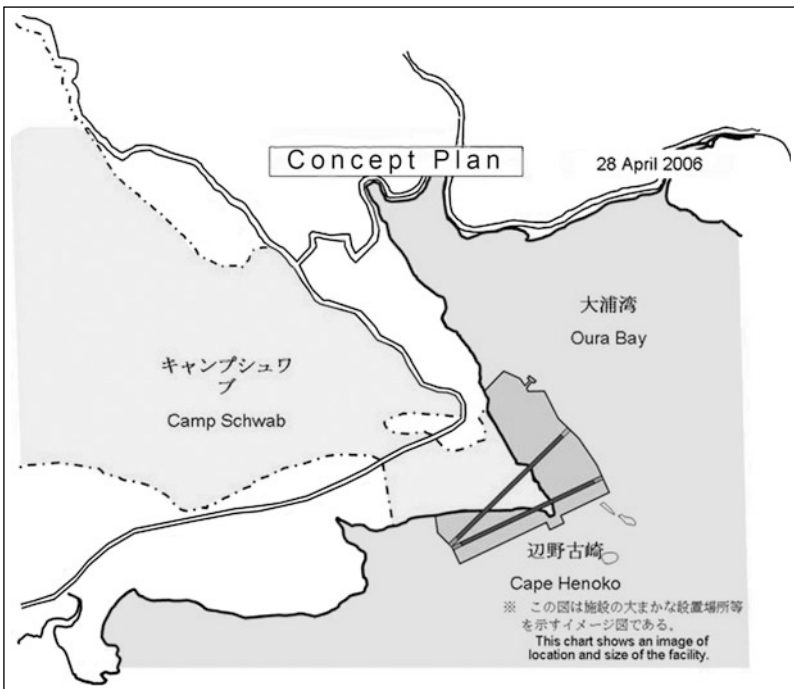 Concept Plan
28 April 2006
大浦湾
Oura Bay
キャンプシュワ
ブ
Camp Schwab
辺野古崎
Cape Henoko
※ この図は施設の大まかな設置場所等
を示すイメージ図である。
This chart shows an image of
location and size of the facility.